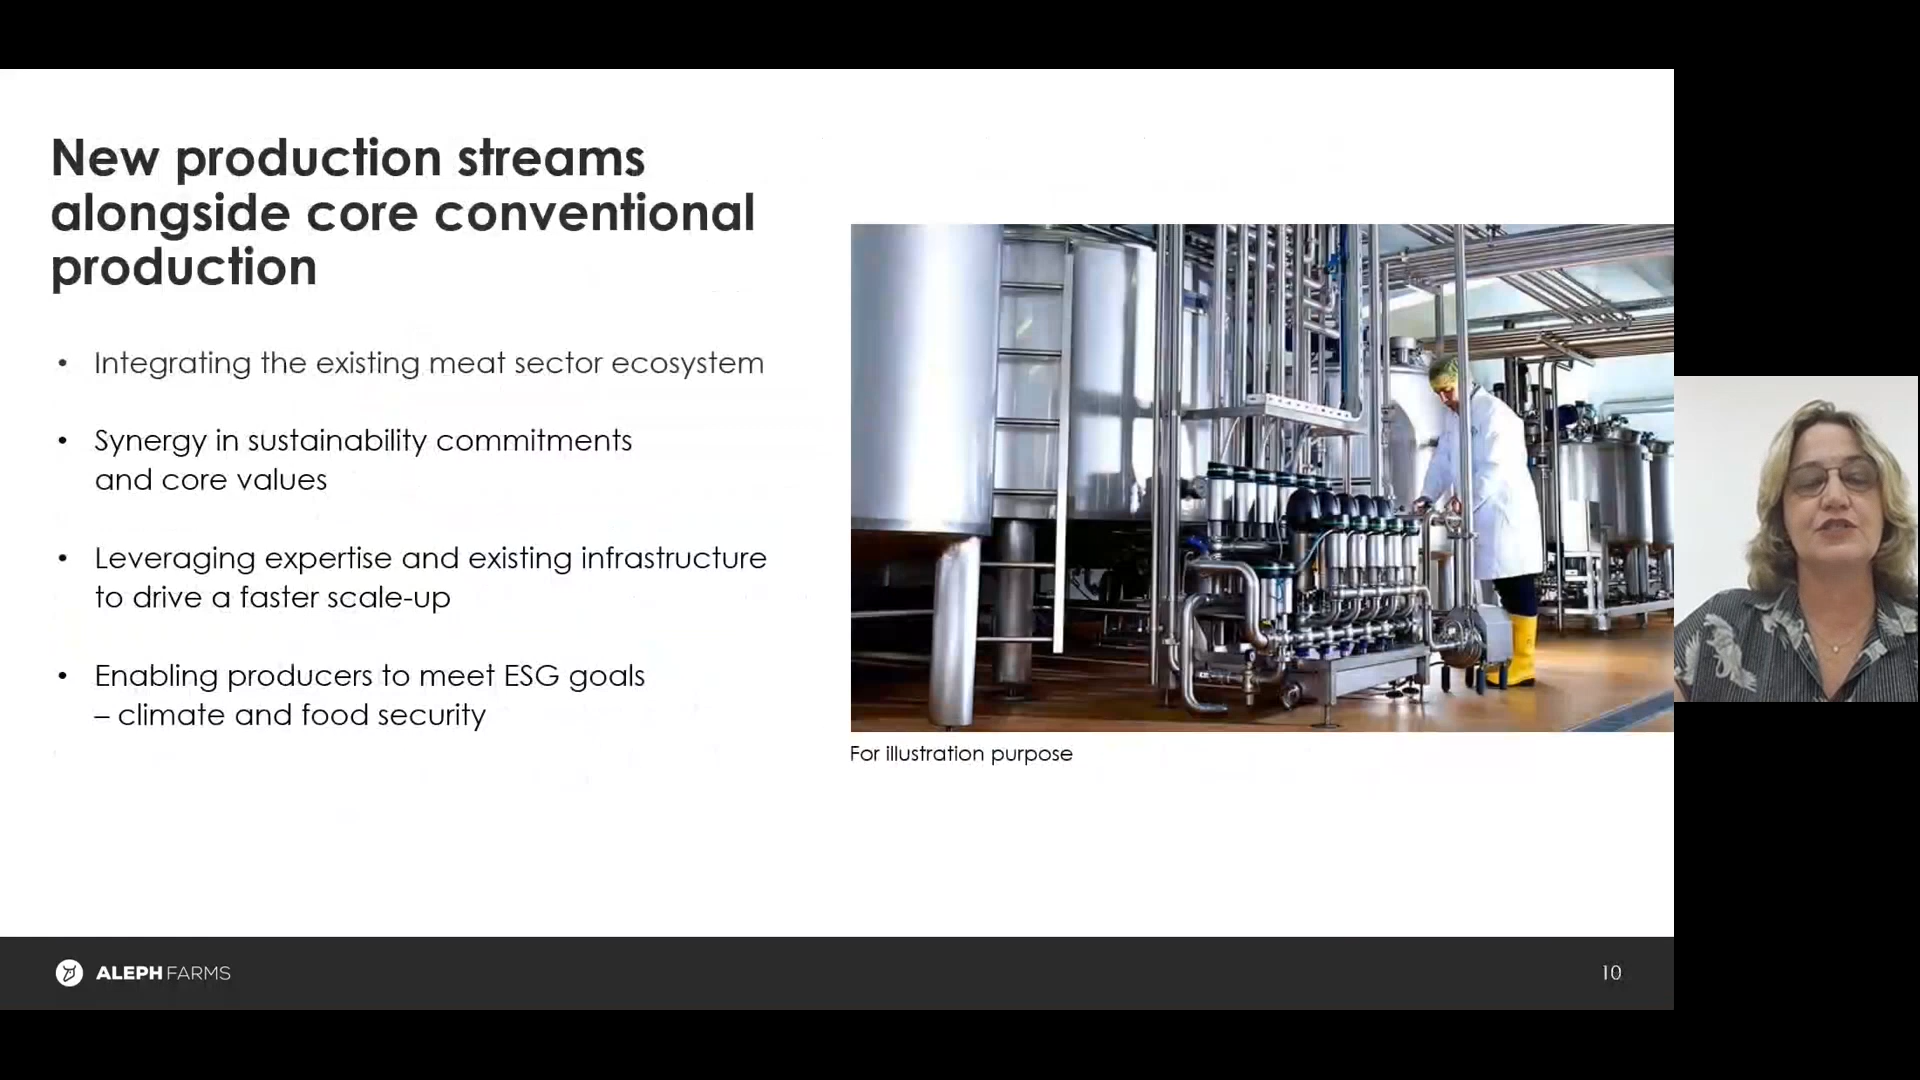 New production streams
alongside core conventional
production
• Integrating the existing meat sector ecosystem
• Synergy in sustainability commitments
and core values
• Leveraging expertise and existing infrastructure
to drive a faster scale-up
• Enabling producers to meet ESG goals
– climate and food security
For illustration purpose
ALEPH FARMS
10